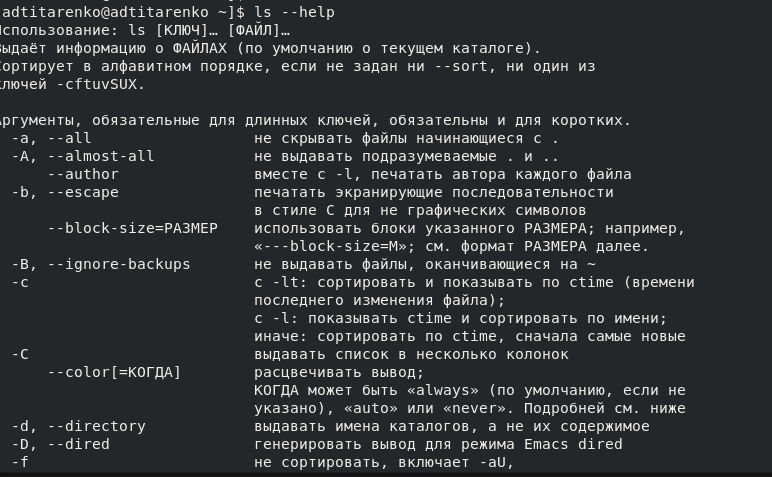 adtitarenko@adtitarenko ~]$ ls --help
Использование: ls [КЛЮЧ]… [ФАЙЛ]…
Выдаёт информацию о ФАЙЛАХ (по умолчанию о текущем каталоге).
Сортирует в алфавитном порядке, если не задан ни --sort, ни один из
ключей -cftuvSUX.
Аргументы, обязательные для длинных ключей, обязательны и для коротких.
-a, --all не скрывать файлы начинающиеся с .
-A, --almost-all не выдавать подразумеваемые . и ..
--author вместе с -l, печатать автора каждого файла
-b, --escape печатать экранирующие последовательности
в стиле C для не графических символов
--block-size=РАЗМЕР использовать блоки указанного РАЗМЕРА; например,
«---block-size=M»; см. формат РАЗМЕРА далее.
-B, --ignore-backups не выдавать файлы, оканчивающиеся на ~
-c с -lt: сортировать и показывать по ctime (времени
последнего изменения файла);
с -l: показывать ctime и сортировать по имени;
иначе: сортировать по ctime, сначала самые новые
-C выдавать список в несколько колонок
--color[=КОГДА] расцвечивать вывод;
КОГДА может быть «always» (по умолчанию, если не
указано), «auto» или «never». Подробней см. ниже
-d, --directory выдавать имена каталогов, а не их содержимое
-D, --dired генерировать вывод для режима Emacs dired
-f не сортировать, включает -aU,